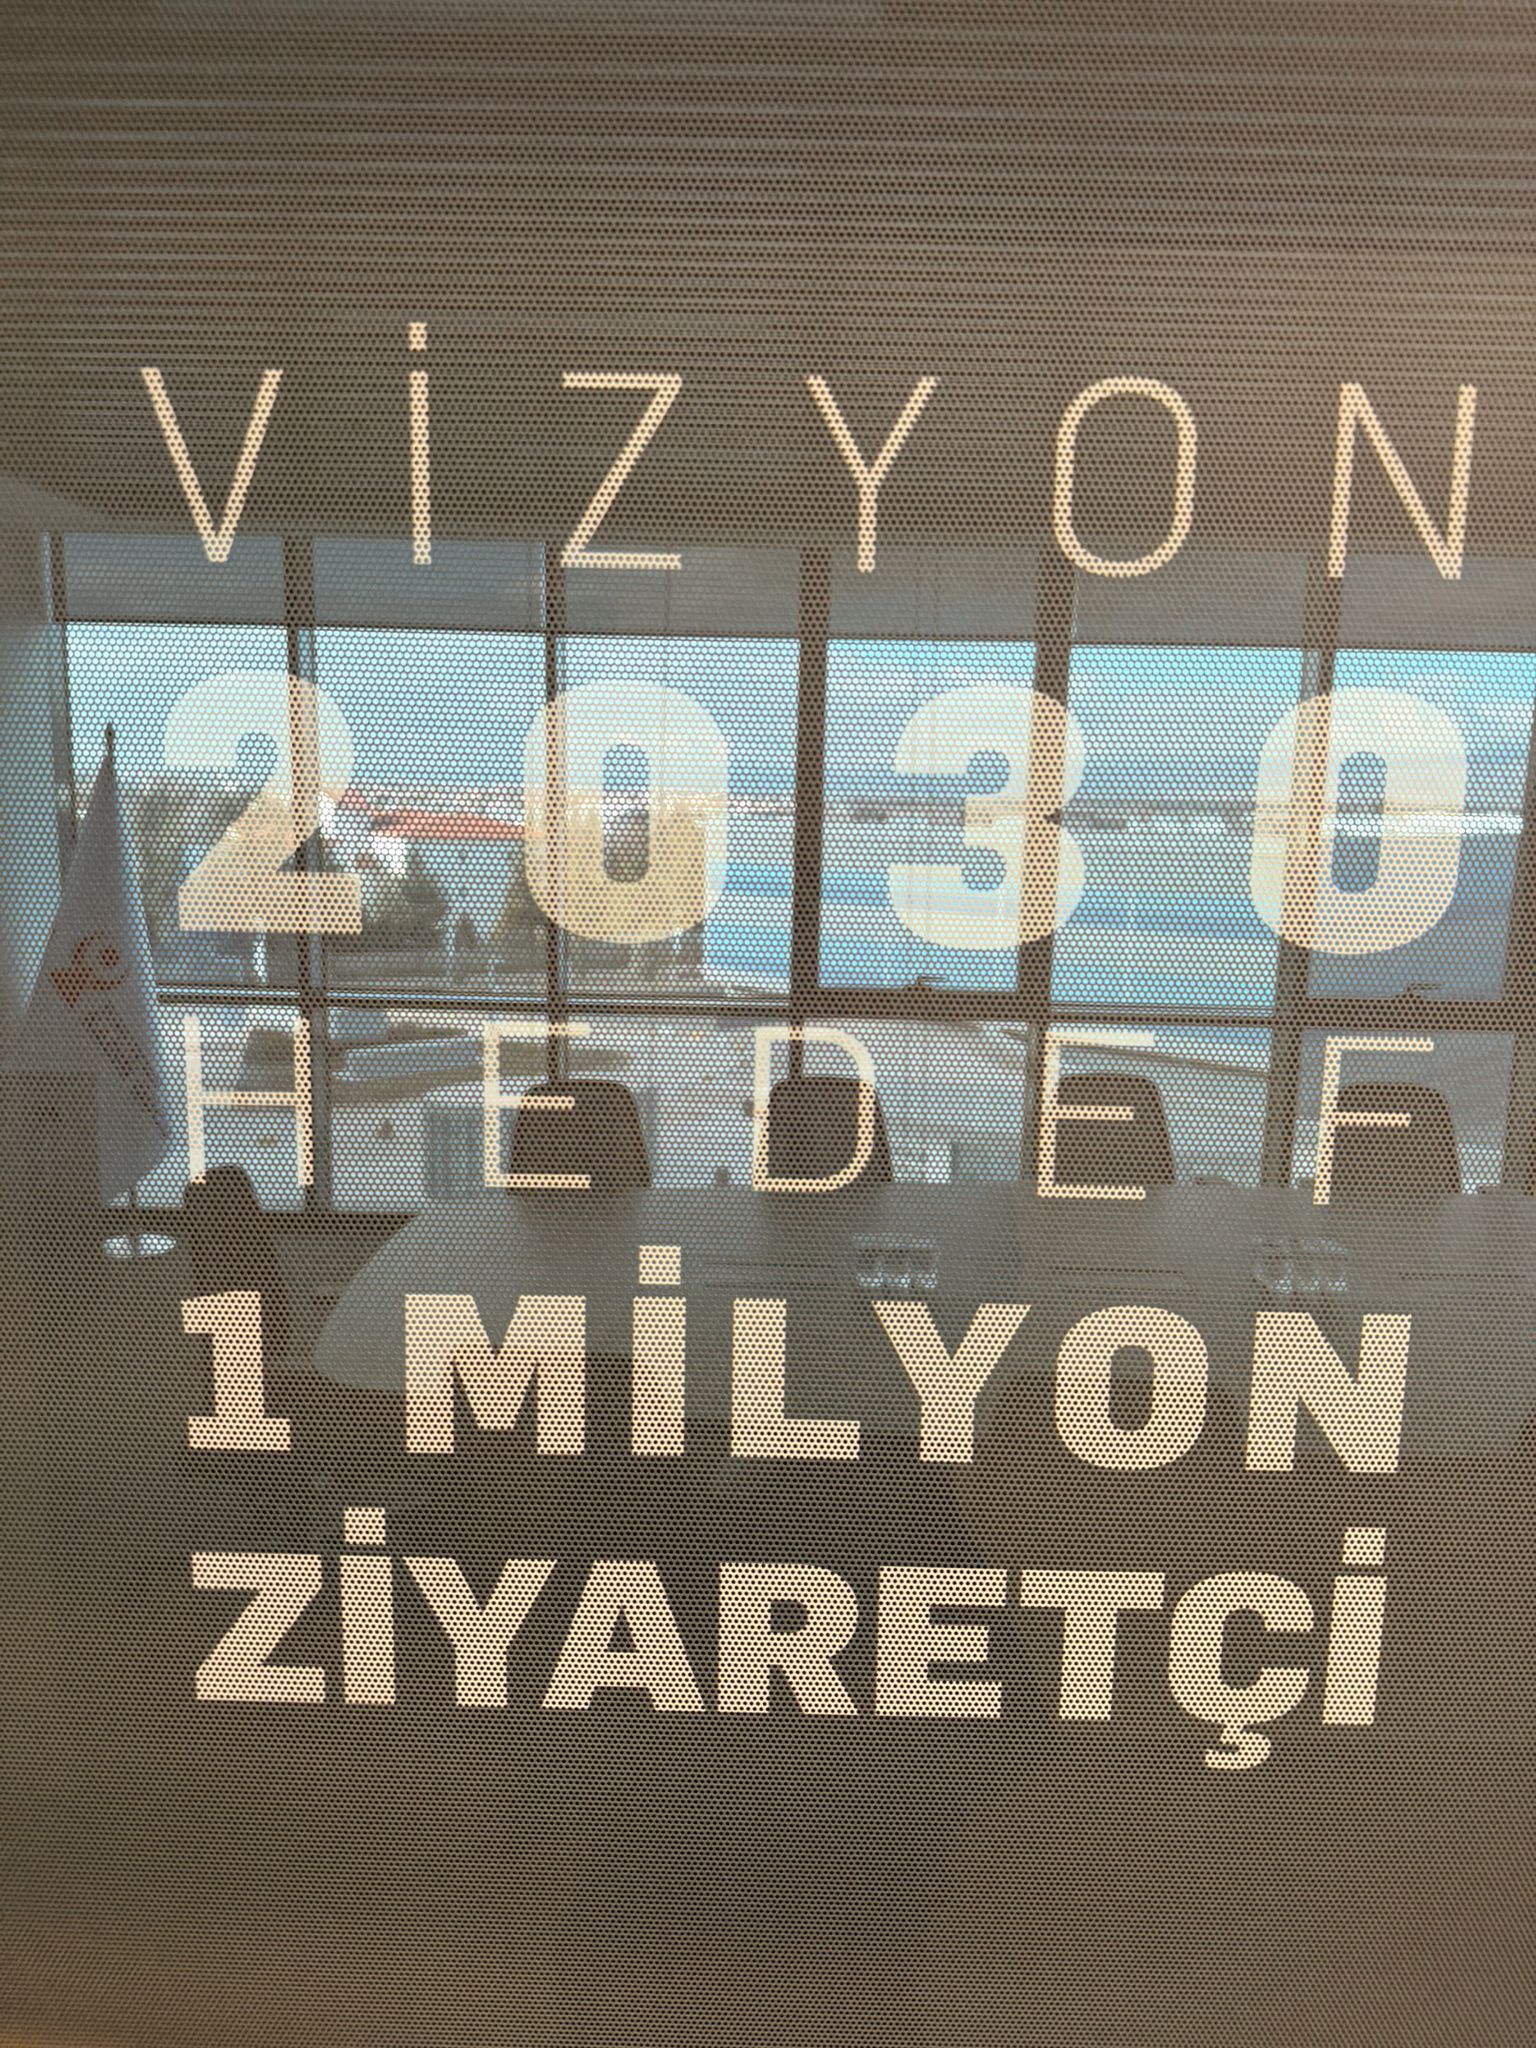 VİZYON
2030
HEDEF
1 MİLYON
ZİYARETÇİ